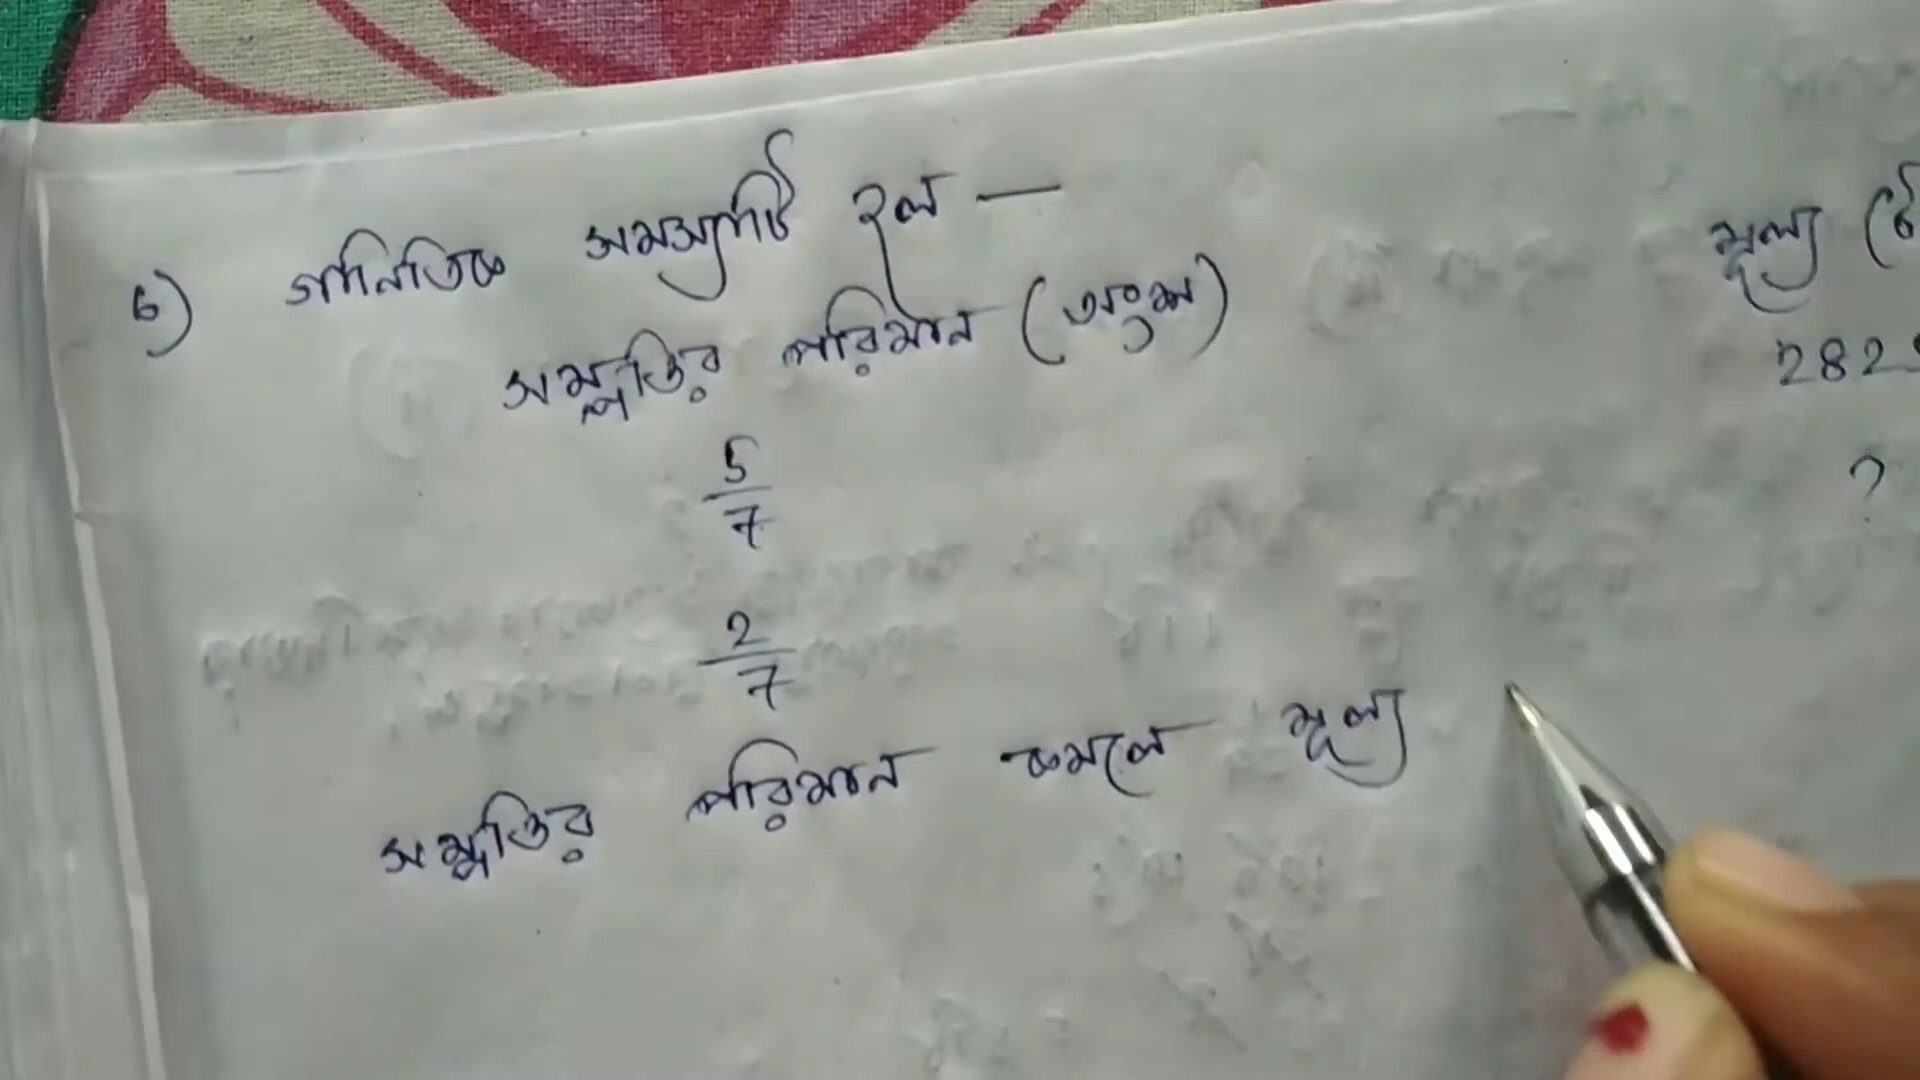 6) গানিতিক সমস্যাটি হল —
সম্পত্তির পরিমান (অংশ) মূল্য (
5/7 282
2/7 ?
সম্পত্তির পরিমান কমলে মূল্য